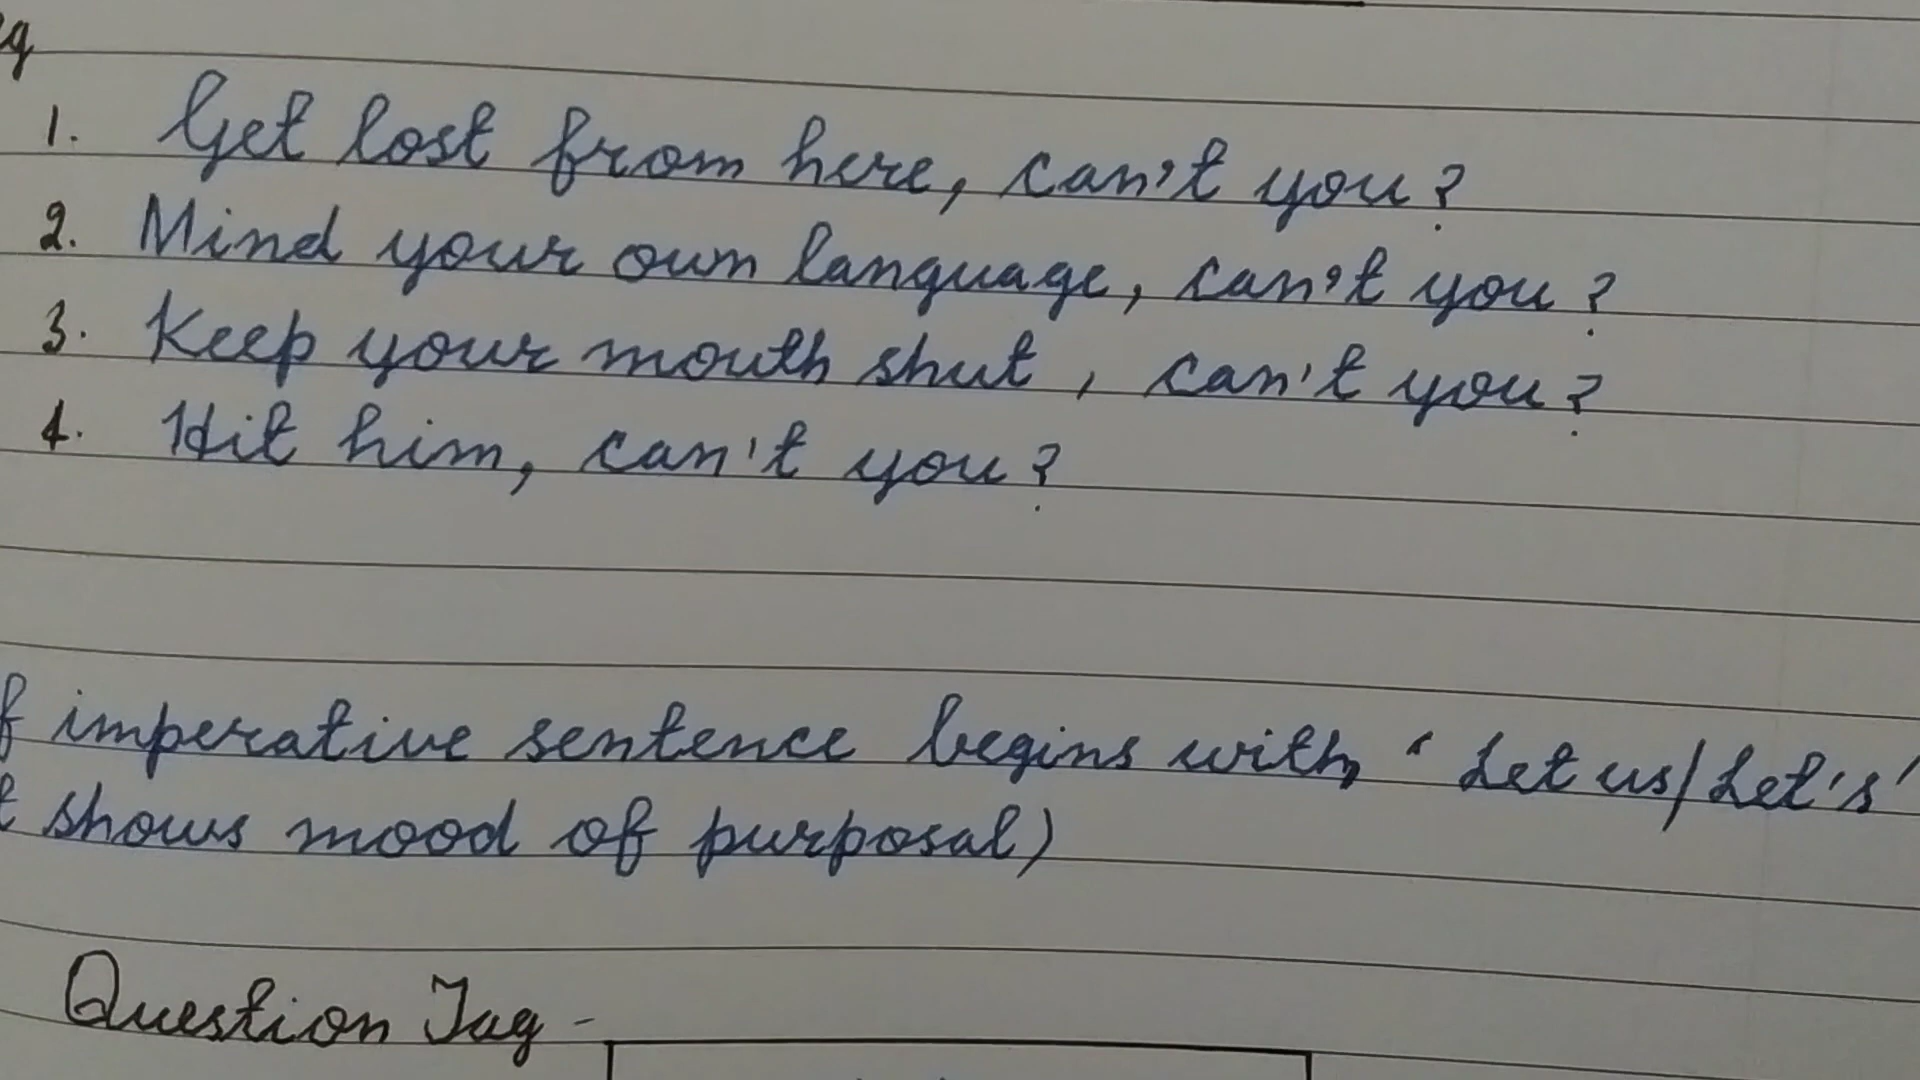 1. Get lost from here, can't you?
2. Mind your own language, can't you?
3. Keep your mouth shut, can't you?
4. Hit him, can't you?
imperative sentence begins with 'Let us/Let's'
shows mood of purposal)
Question Tag -